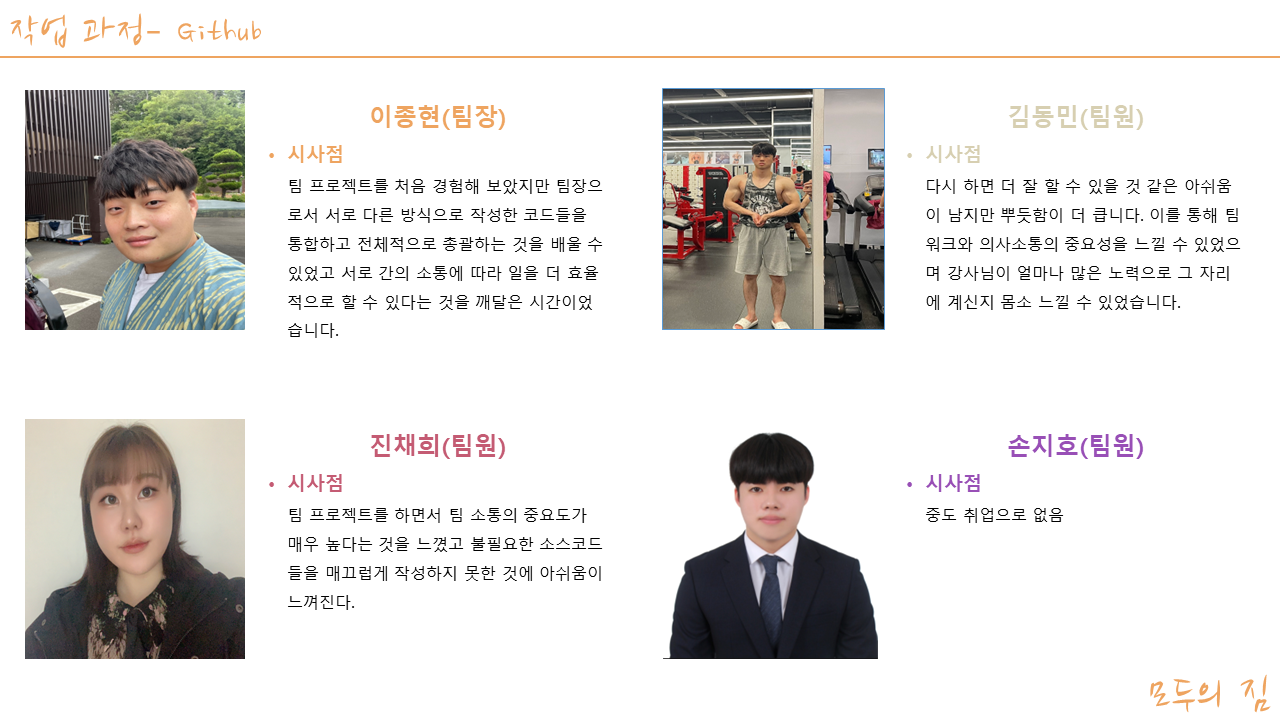 작업 과정- Github
이종현(팀장)
• 시사점
팀 프로젝트를 처음 경험해 보았지만 팀장으
로서 서로 다른 방식으로 작성한 코드들을
통합하고 전체적으로 총괄하는 것을 배울 수
있었고 서로 간의 소통에 따라 일을 더 효율
적으로 할 수 있다는 것을 깨달은 시간이었
습니다.
김동민(팀원)
• 시사점
다시 하면 더 잘 할 수 있을 것 같은 아쉬움
이 남지만 뿌듯함이 더 큽니다. 이를 통해 팀
워크와 의사소통의 중요성을 느낄 수 있었으
며 강사님이 얼마나 많은 노력으로 그 자리
에 계신지 몸소 느낄 수 있었습니다.
진채희(팀원)
• 시사점
팀 프로젝트를 하면서 팀 소통의 중요도가
매우 높다는 것을 느꼈고 불필요한 소스코드
들을 매끄럽게 작성하지 못한 것에 아쉬움이
느껴진다.
손지호(팀원)
• 시사점
중도 취업으로 없음
모두의 짐